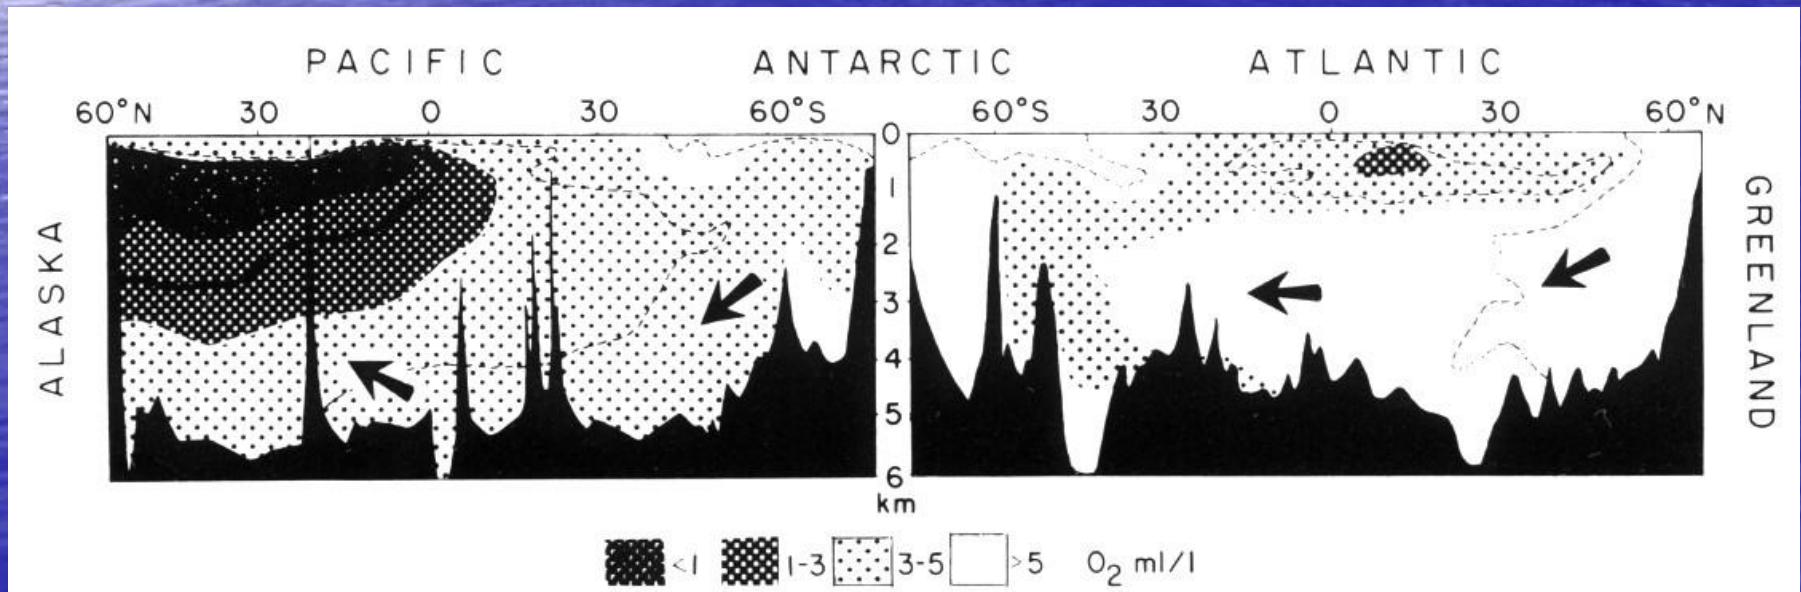 PACIFIC ANTARCTIC ATLANTIC
60°N 30 0 30 60°S 60°S 30 0 30 60°N
0
1
2
3
4
5
6
km
ALASKA
GREENLAND
<1 1-3 3-5 >5 O₂ ml/l